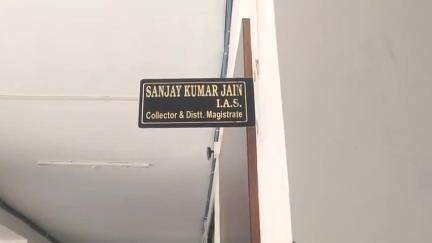 SANJAY KUMAR JAIN
I.A.S.
Collector & Distt. Magistrate